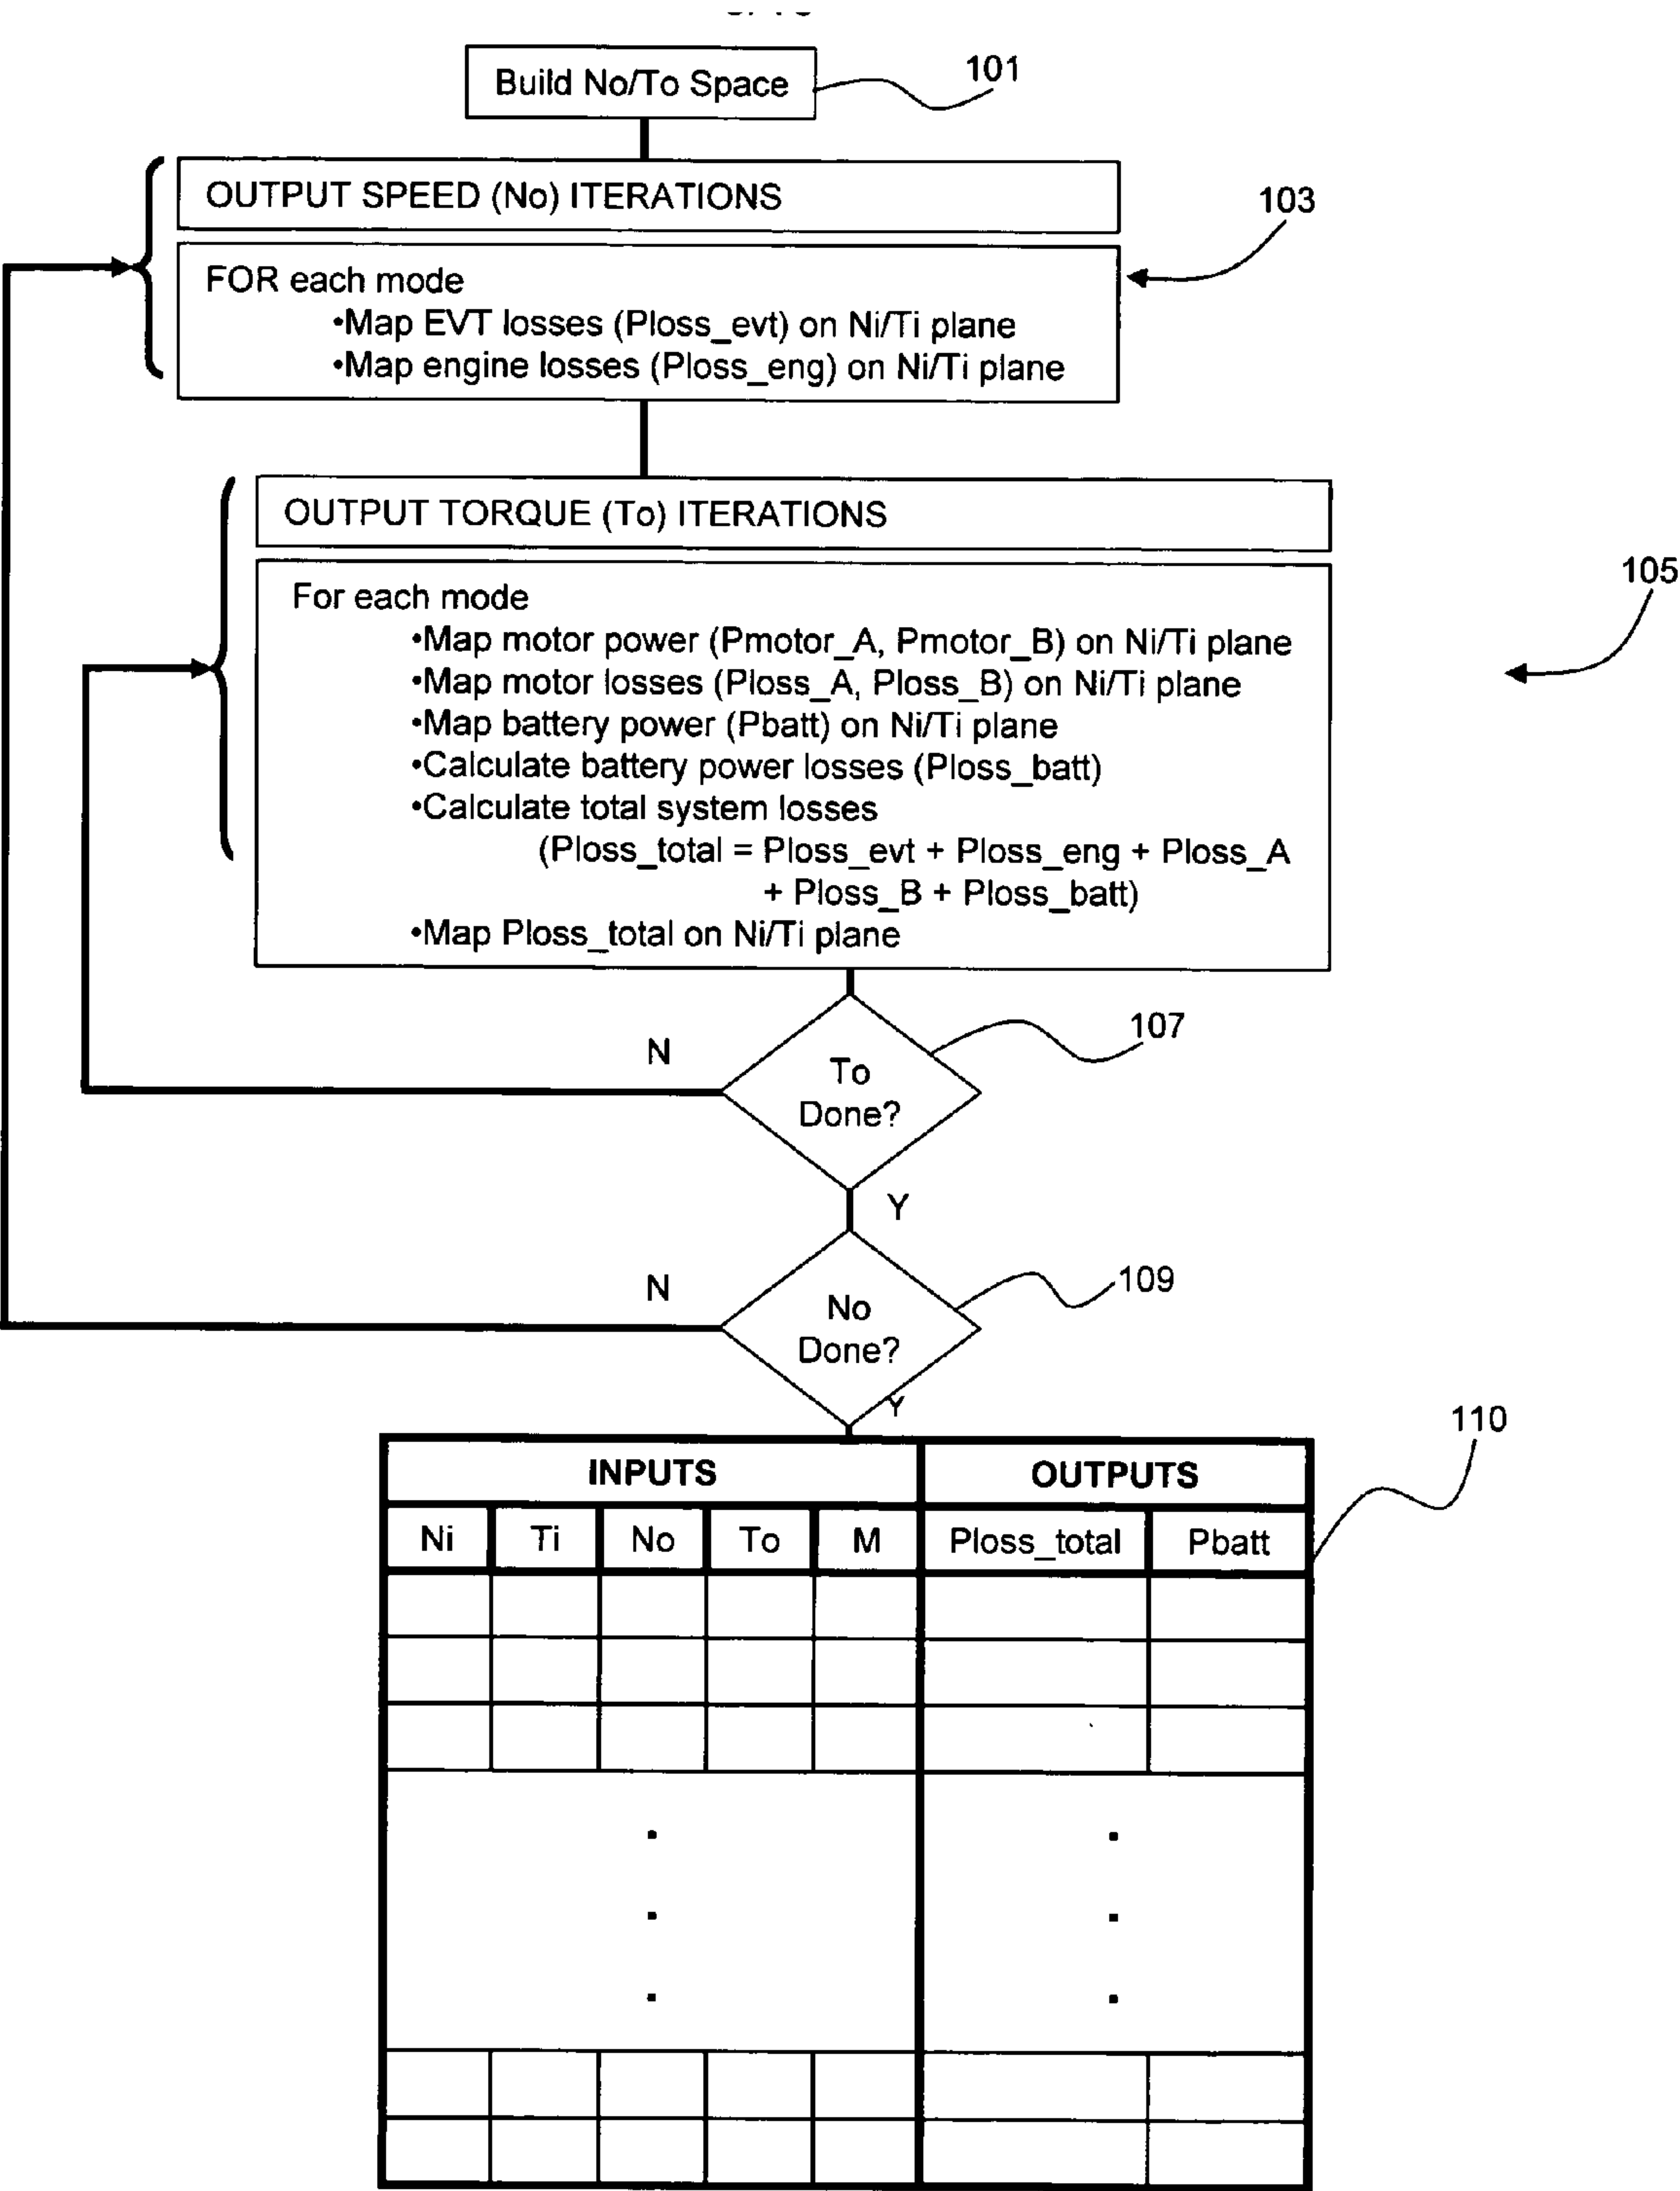 Build No/To Space
101
OUTPUT SPEED (No) ITERATIONS
103
FOR each mode
•Map EVT losses (Ploss_evt) on Ni/Ti plane
•Map engine losses (Ploss_eng) on Ni/Ti plane
OUTPUT TORQUE (To) ITERATIONS
105
For each mode
•Map motor power (Pmotor_A, Pmotor_B) on Ni/Ti plane
•Map motor losses (Ploss_A, Ploss_B) on Ni/Ti plane
•Map battery power (Pbatt) on Ni/Ti plane
•Calculate battery power losses (Ploss_batt)
•Calculate total system losses
(Ploss_total = Ploss_evt + Ploss_eng + Ploss_A
+ Ploss_B + Ploss_batt)
•Map Ploss_total on Ni/Ti plane
107
N
To
Done?
Y
109
N
No
Done?
Y
110
INPUTS OUTPUTS
Ni Ti No To M Ploss_total Pbatt